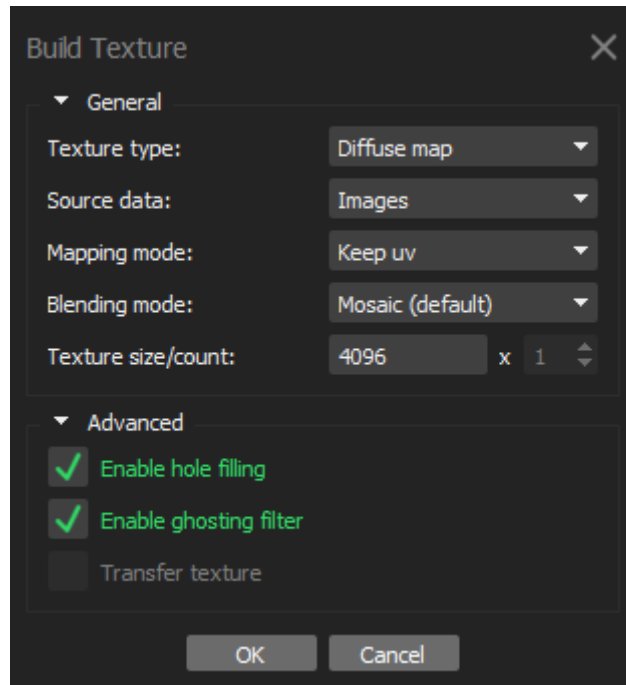 Build Texture
General
Texture type: Diffuse map
Source data: Images
Mapping mode: Keep uv
Blending mode: Mosaic (default)
Texture size/count: 4096 x 1
Advanced
Enable hole filling
Enable ghosting filter
Transfer texture
OK Cancel